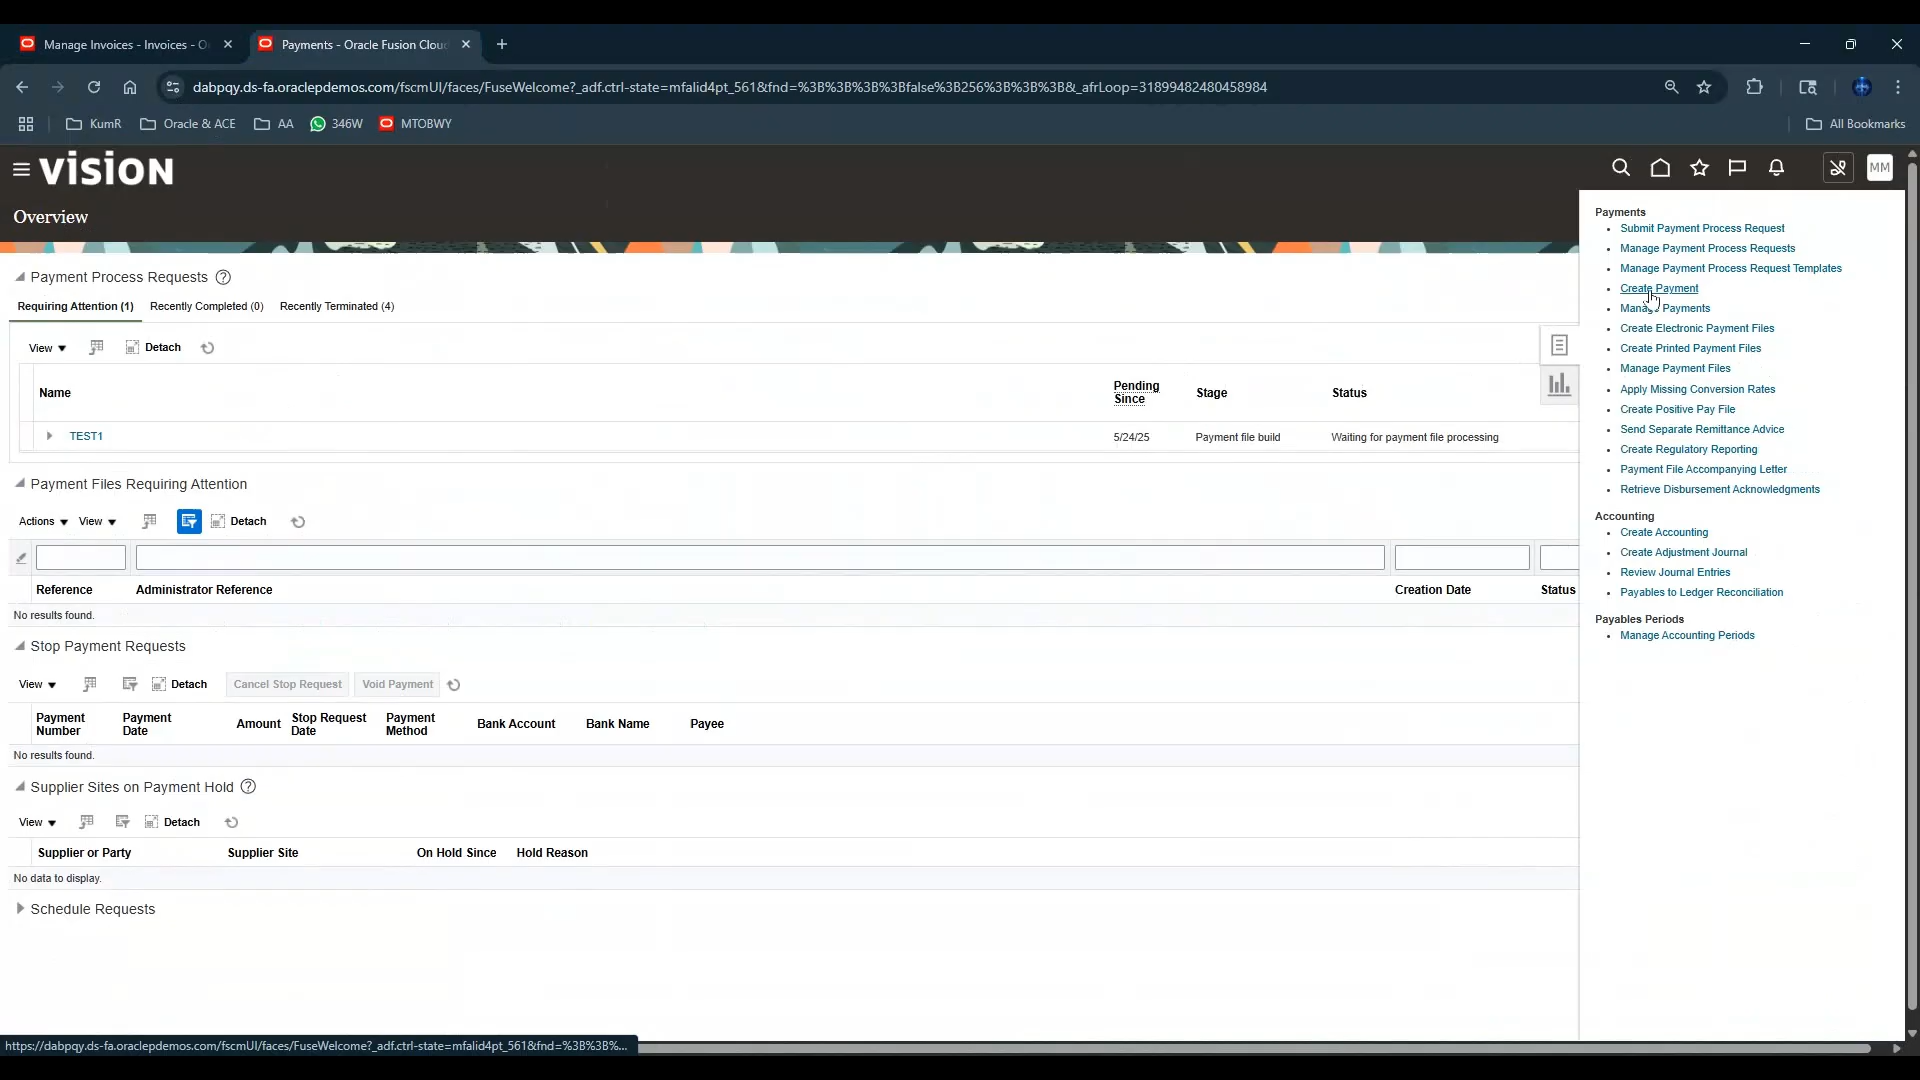 Manage Invoices - Invoices - O
Payments - Oracle Fusion Clou
dabpqy.ds-fa.oraclepdemos.com/fscmUI/faces/FuseWelcome?_adf.ctrl-state=mfalid4pt_561&fnd=%3B%3B%3B%3Bfalse%3B256%3B%3B%3B&_afrLoop=31899482480458984
KumR
Oracle & ACE
AA
346W
MTOBWY
All Bookmarks
vision
MM
Overview
Payment Process Requests
Requiring Attention (1)
Recently Completed (0)
Recently Terminated (4)
View
Detach
Name
Pending Since
Stage
Status
TEST1
5/24/25
Payment file build
Waiting for payment file processing
Payment Files Requiring Attention
Actions
View
Detach
Reference
Administrator Reference
Creation Date
Status
No results found.
Stop Payment Requests
View
Detach
Cancel Stop Request
Void Payment
Payment Number
Payment Date
Amount
Stop Request Date
Payment Method
Bank Account
Bank Name
Payee
No results found.
Supplier Sites on Payment Hold
View
Detach
Supplier or Party
Supplier Site
On Hold Since
Hold Reason
No data to display.
Schedule Requests
Payments
Submit Payment Process Request
Manage Payment Process Requests
Manage Payment Process Request Templates
Create Payment
Manage Payments
Create Electronic Payment Files
Create Printed Payment Files
Manage Payment Files
Apply Missing Conversion Rates
Create Positive Pay File
Send Separate Remittance Advice
Create Regulatory Reporting
Payment File Accompanying Letter
Retrieve Disbursement Acknowledgments
Accounting
Create Accounting
Create Adjustment Journal
Review Journal Entries
Payables to Ledger Reconciliation
Payables Periods
Manage Accounting Periods
https://dabpqy.ds-fa.oraclepdemos.com/fscmUI/faces/FuseWelcome?_adf.ctrl-state=mfalid4pt_561&fnd=%3B%3B%...